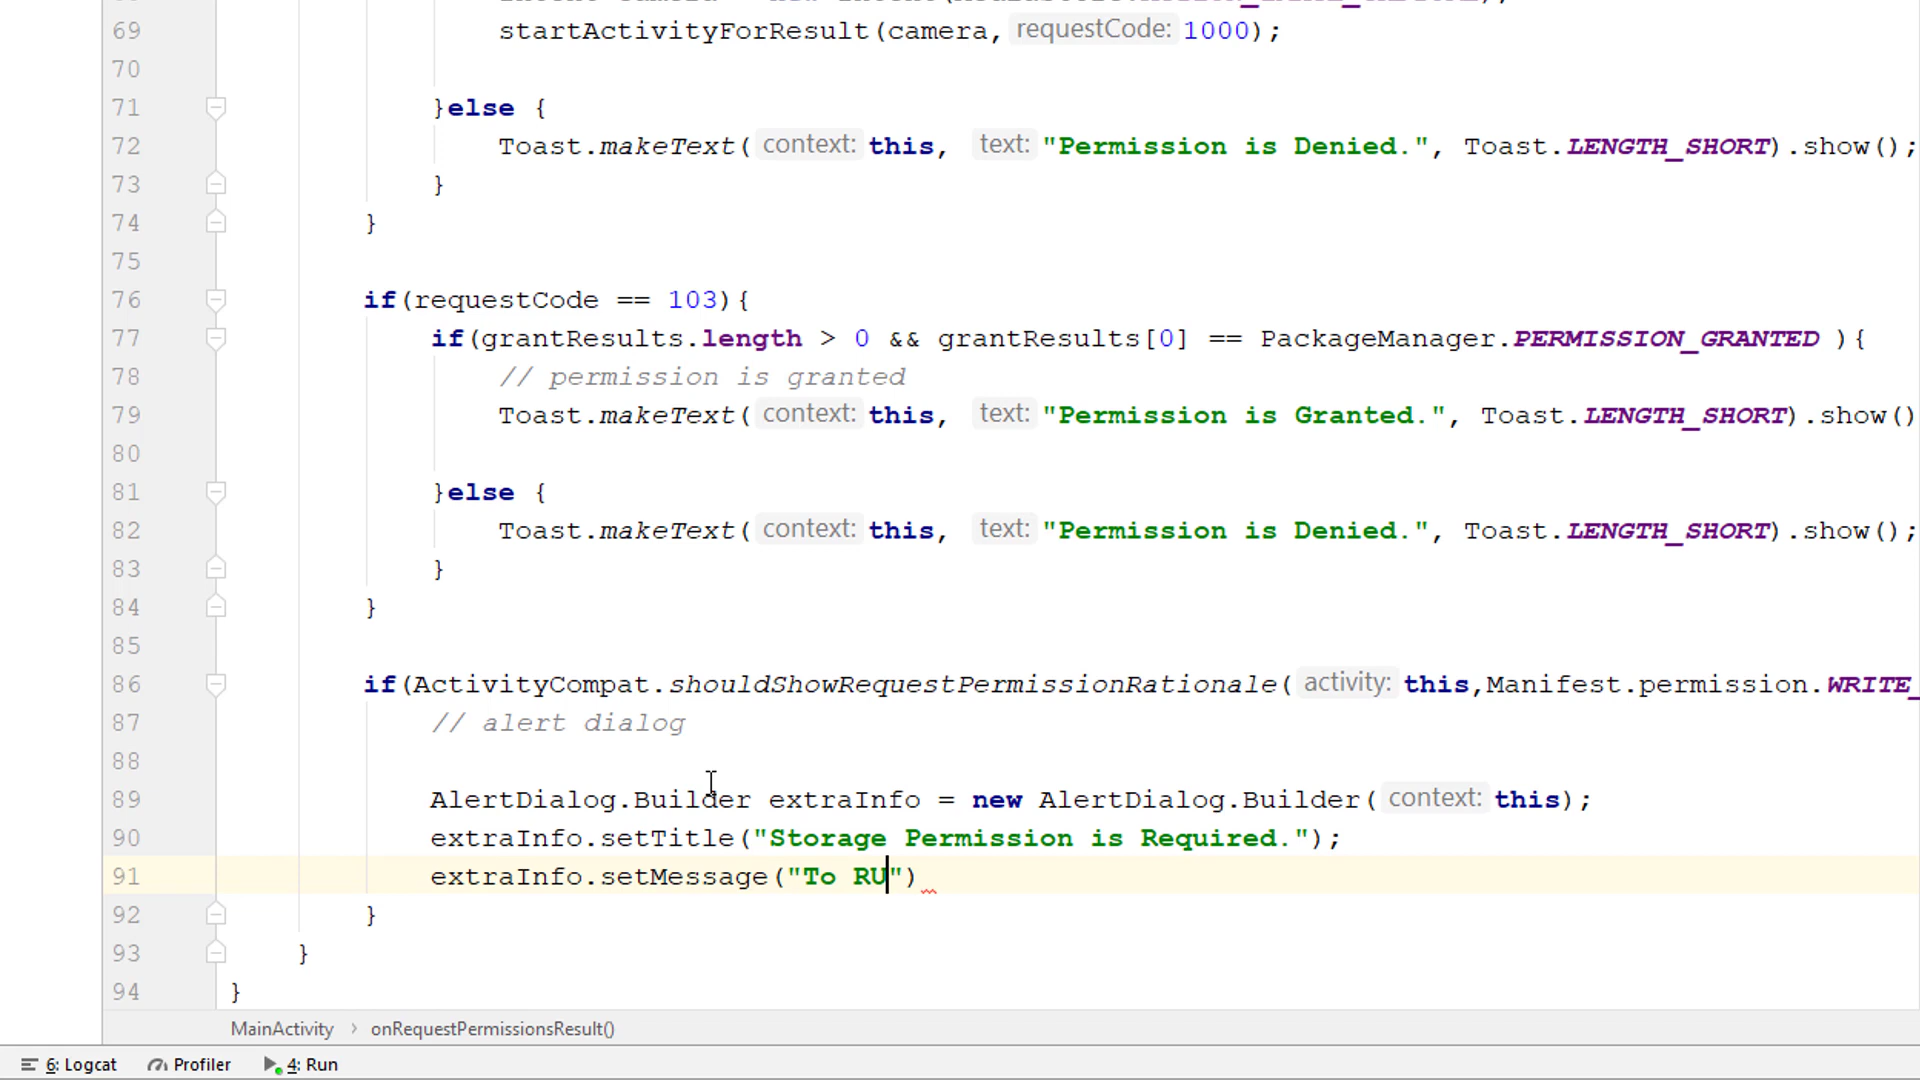 69 startActivityForResult(camera, requestCode: 1000);
70
71 }else {
72 Toast.makeText( context: this, text: "Permission is Denied.", Toast.LENGTH_SHORT).show();
73 }
74 }
75
76 if(requestCode == 103){
77 if(grantResults.length > 0 && grantResults[0] == PackageManager.PERMISSION_GRANTED ){
78 // permission is granted
79 Toast.makeText( context: this, text: "Permission is Granted.", Toast.LENGTH_SHORT).show()
80
81 }else {
82 Toast.makeText( context: this, text: "Permission is Denied.", Toast.LENGTH_SHORT).show();
83 }
84 }
85
86 if(ActivityCompat.shouldShowRequestPermissionRationale( activity: this,Manifest.permission.WRITE_
87 // alert dialog
88
89 AlertDialog.Builder extraInfo = new AlertDialog.Builder( context: this);
90 extraInfo.setTitle("Storage Permission is Required.");
91 extraInfo.setMessage("To RU")
92 }
93 }
94 }
MainActivity › onRequestPermissionsResult()
6: Logcat Profiler 4: Run